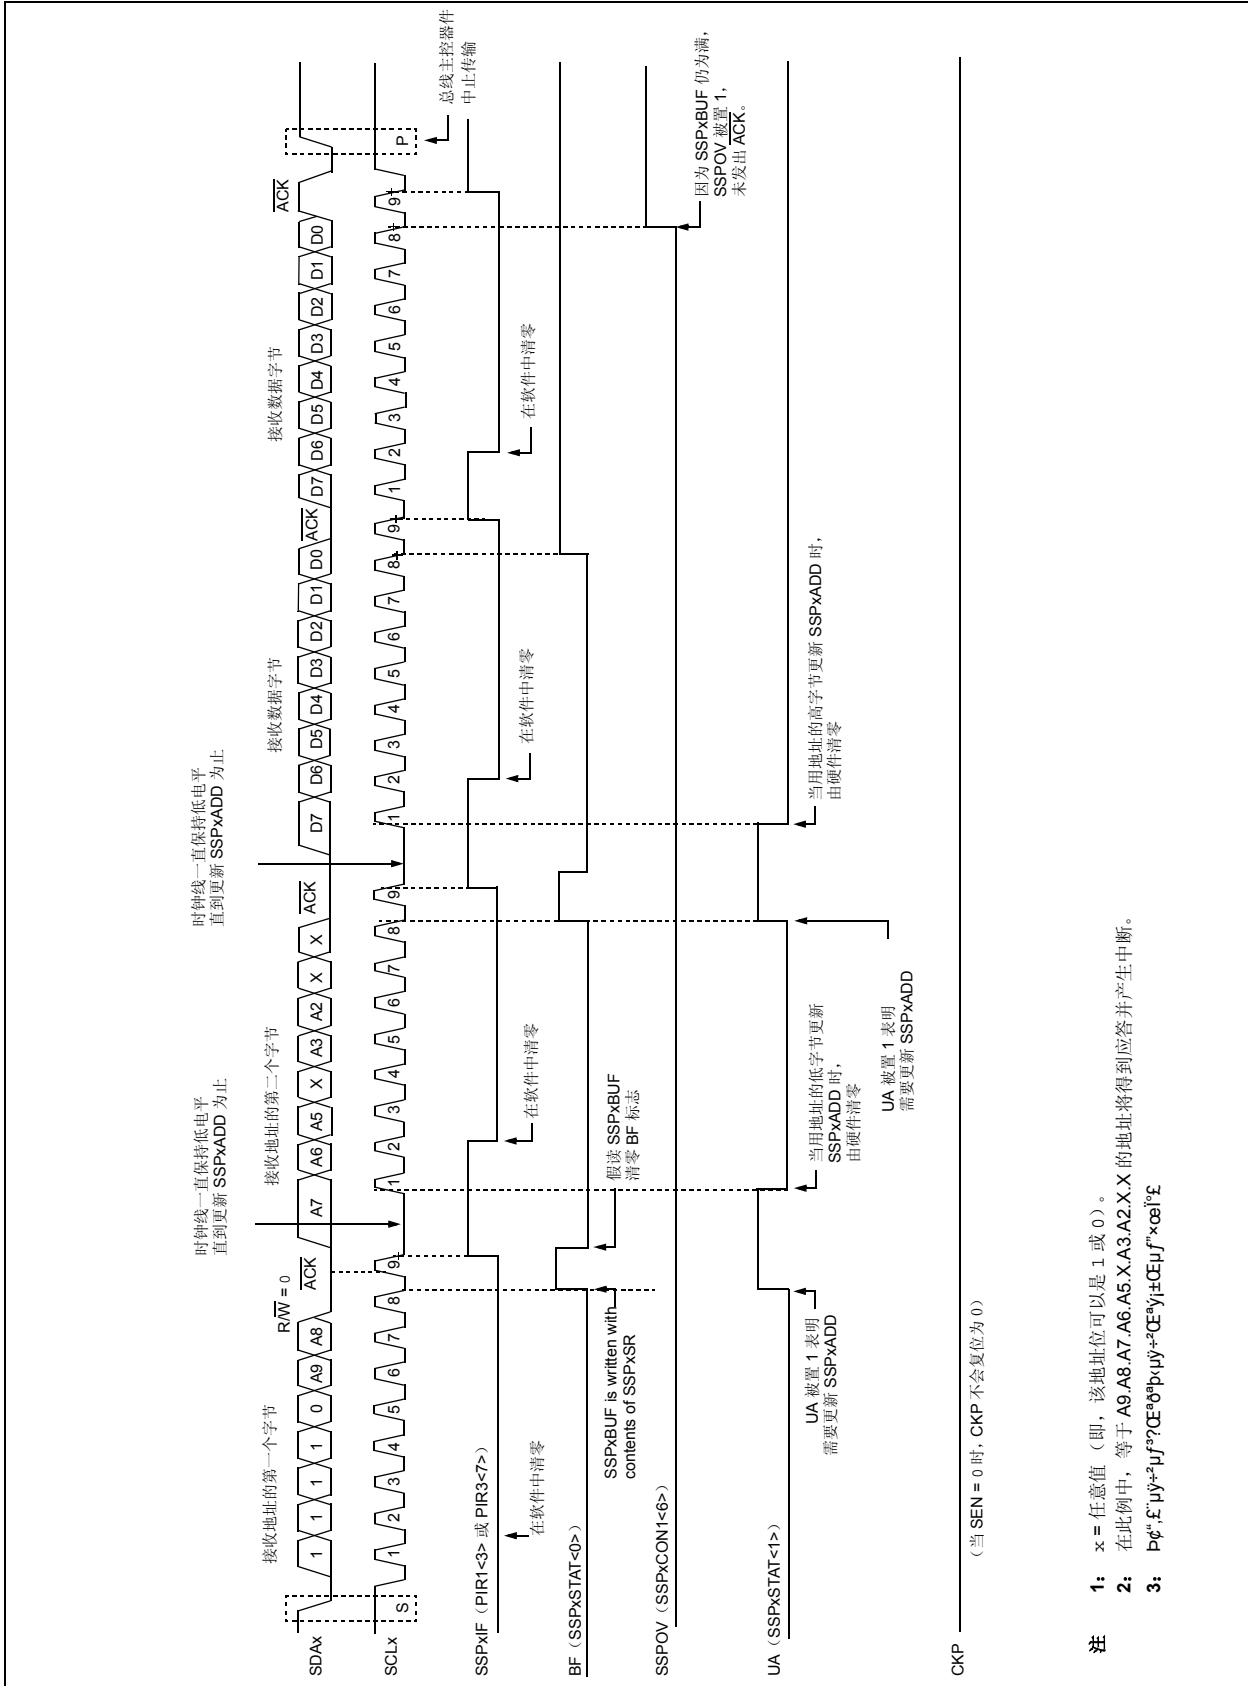 接收地址的第一个字节
R/W = 0
ACK
时钟线一直保持低电平
直到更新 SSPxADD 为止
接收地址的第二个字节
ACK
时钟线一直保持低电平
直到更新 SSPxADD 为止
接收数据字节
ACK
接收数据字节
ACK
SDAx
1 1 1 1 0 A9 A8 A7 A6 A5 X A3 A2 X X D7 D6 D5 D4 D3 D2 D1 D0 D7 D6 D5 D4 D3 D2 D1 D0
SCLx
S 1 2 3 4 5 6 7 8 9 1 2 3 4 5 6 7 8 9 1 2 3 4 5 6 7 8 9 1 2 3 4 5 6 7 8 9 P
总线主控器件
中止传输
SSPxIF（PIR1<3> 或 PIR3<7>）
在软件中清零
在软件中清零
在软件中清零
在软件中清零
BF（SSPxSTAT<0>）
SSPxBUF is written with
contents of SSPxSR
假读 SSPxBUF
清零 BF 标志
SSPOV（SSPxCON1<6>）
因为 SSPxBUF 仍为满，
SSPOV 被置 1，
未发出 ACK。
UA（SSPxSTAT<1>）
UA 被置 1 表明
需要更新 SSPxADD
当用地址的低字节更新
SSPxADD 时，
由硬件清零
UA 被置 1 表明
需要更新 SSPxADD
当用地址的高字节更新 SSPxADD 时，
由硬件清零
CKP
（当 SEN = 0 时，CKP 不会复位为 0）
注 1： x = 任意值（即，该地址位可以是 1 或 0）。
2： 在此例中，等于 A9.A8.A7.A6.A5.X.A3.A2.X.X 的地址将得到应答并产生中断。
3：